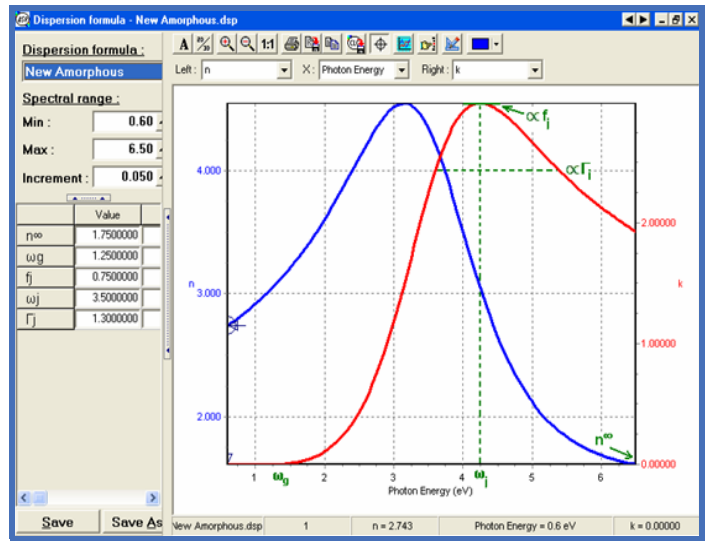 Dispersion formula - New Amorphous.dsp
Dispersion formula :
New Amorphous
Spectral range :
Min : 0.60
Max : 6.50
Increment : 0.050
Value
n∞ 1.7500000
ωg 1.2500000
fj 0.7500000
ωj 3.5000000
Γj 1.3000000
Save Save As
A 1:1
Left : n X : Photon Energy Right : k
∝fj
∝Γj
4.000
3.000
2.000
n
2.00000
1.00000
0.00000
k
n∞
1 ωg 2 3 4 ωj 5 6
Photon Energy (eV)
New Amorphous.dsp 1 n = 2.743 Photon Energy = 0.6 eV k = 0.00000